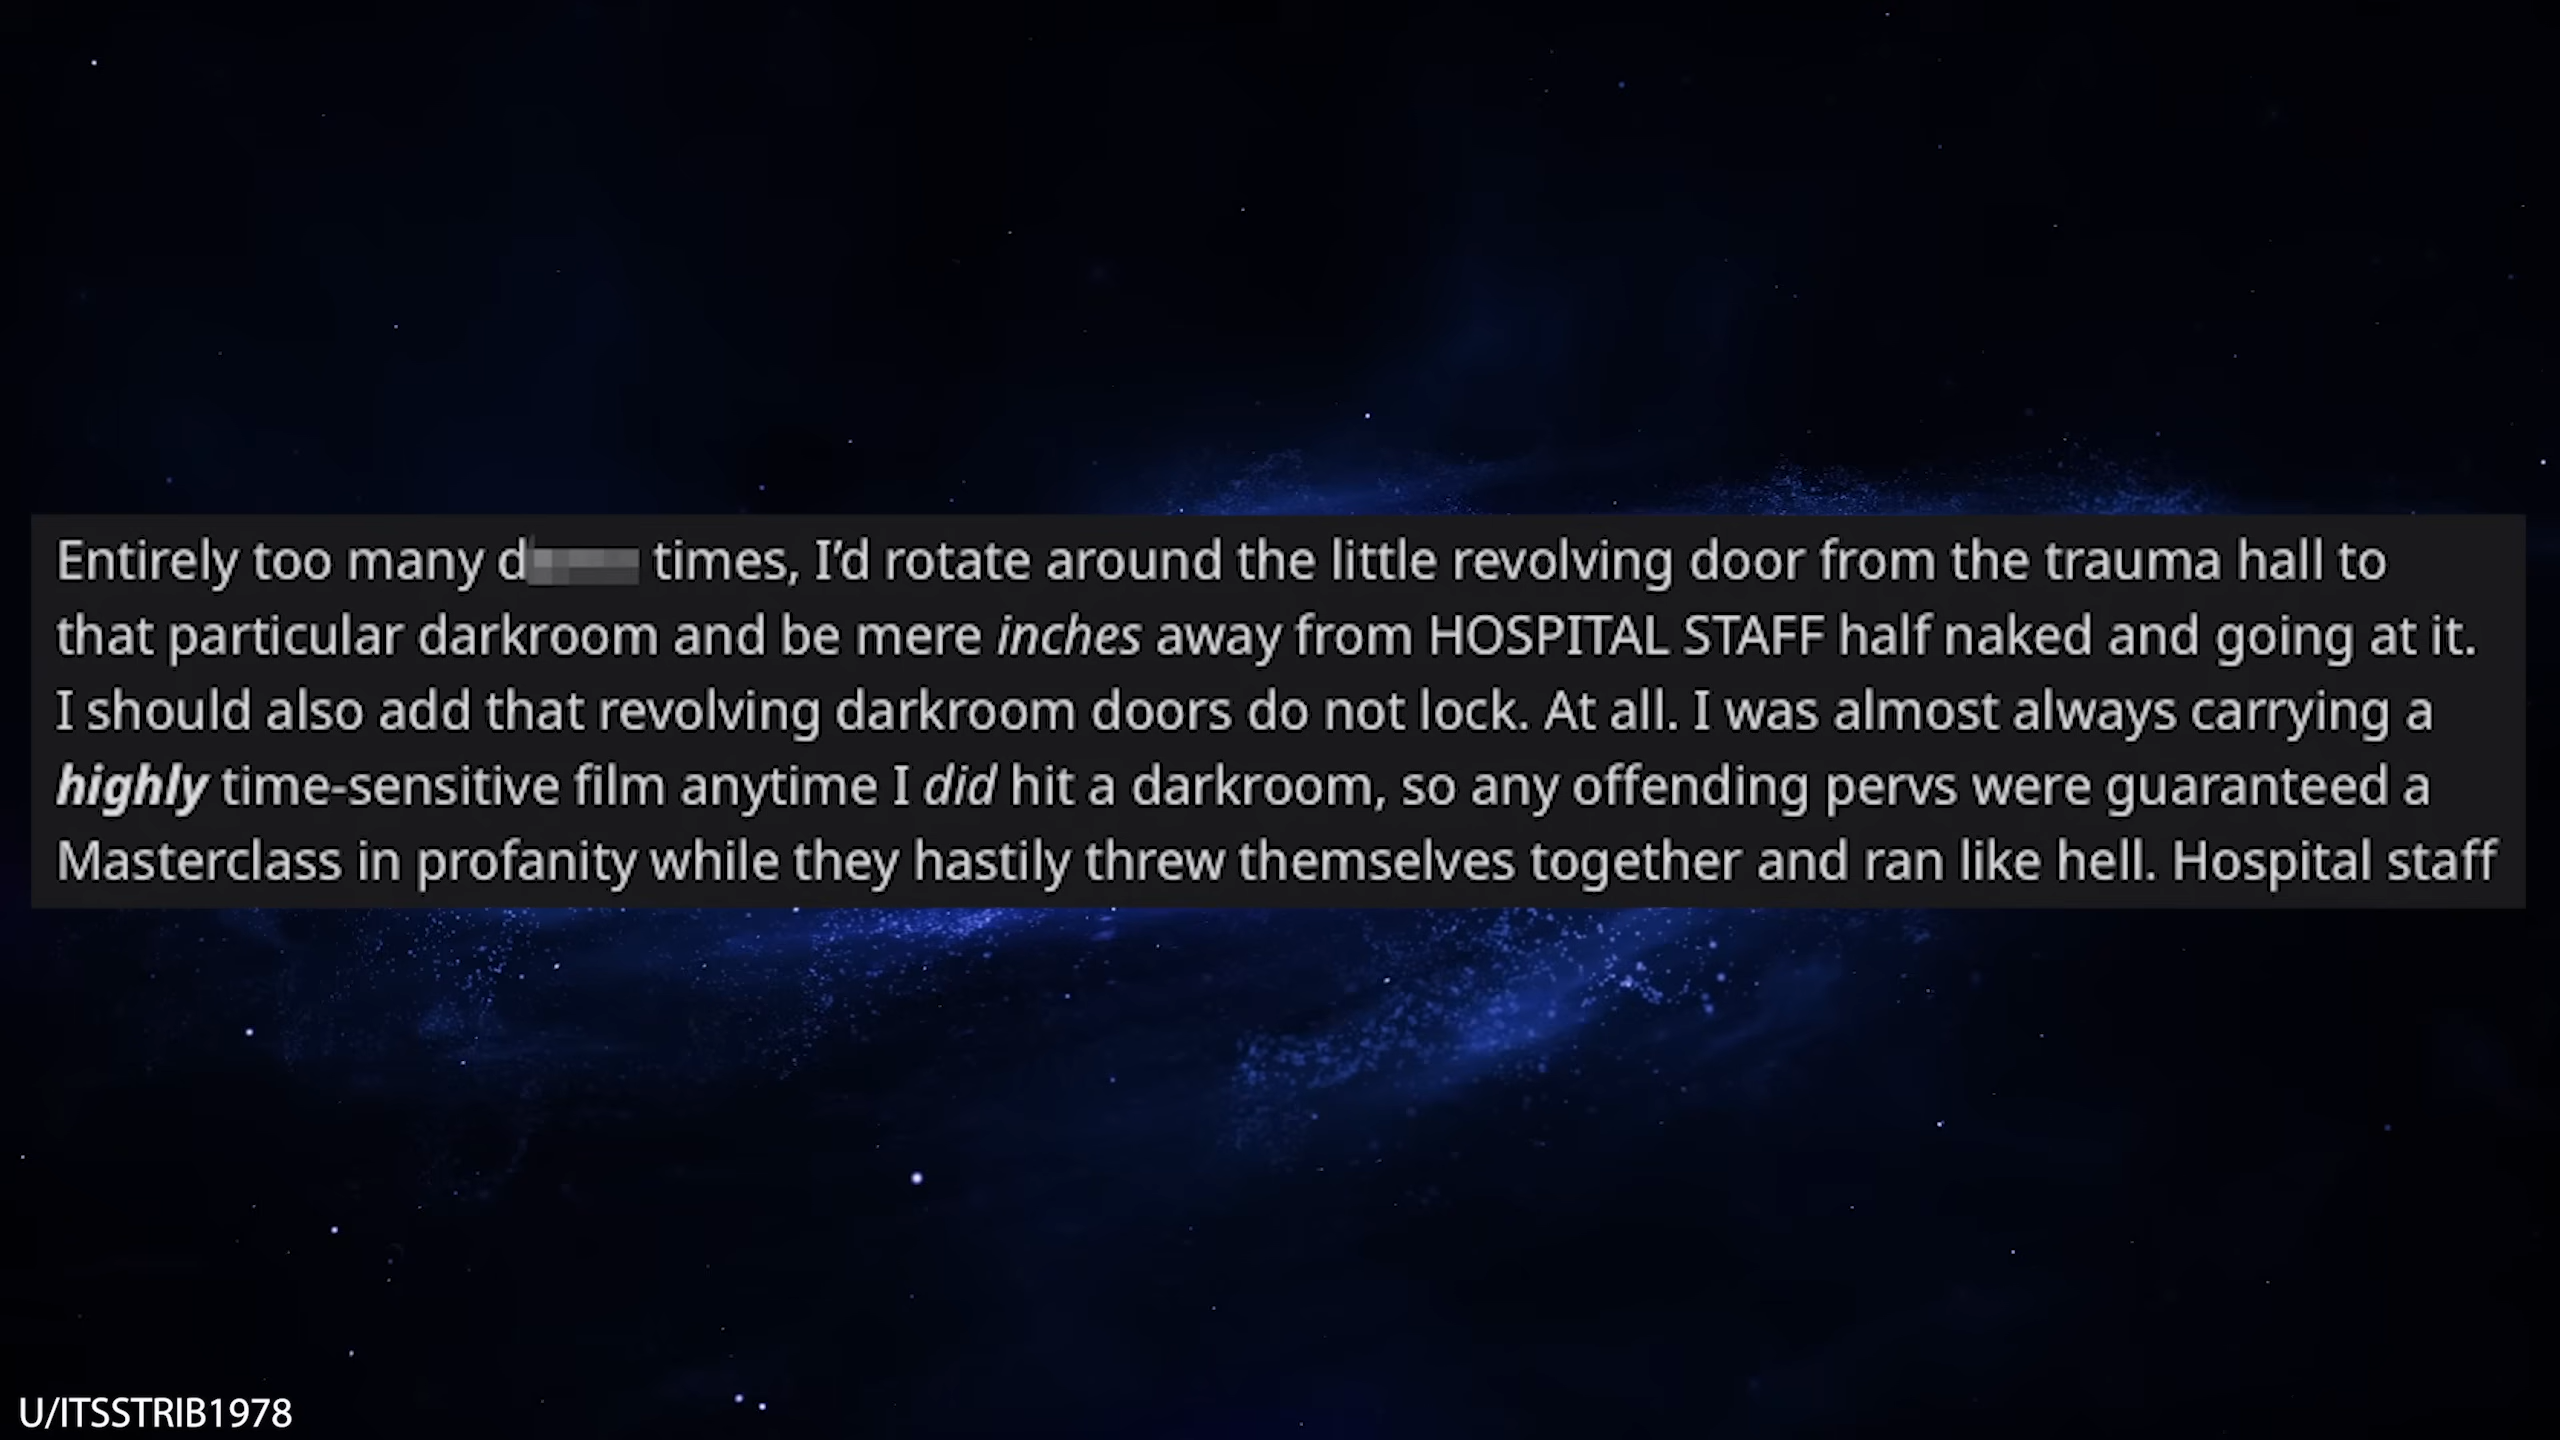 Entirely too many d times, I'd rotate around the little revolving door from the trauma hall to
that particular darkroom and be mere inches away from HOSPITAL STAFF half naked and going at it.
I should also add that revolving darkroom doors do not lock. At all. I was almost always carrying a
highly time-sensitive film anytime I did hit a darkroom, so any offending pervs were guaranteed a
Masterclass in profanity while they hastily threw themselves together and ran like hell. Hospital staff
U/ITSSTRIB1978